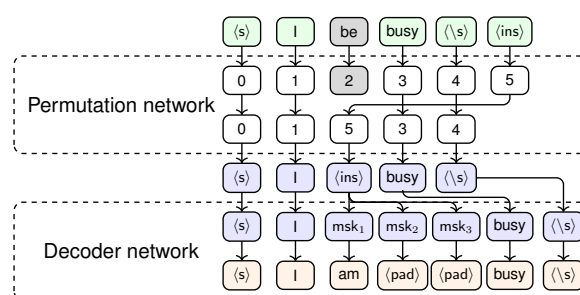 ⟨s⟩ I be busy ⟨\s⟩ ⟨ins⟩
Permutation network
0 1 2 3 4 5
0 1 5 3 4
⟨s⟩ I ⟨ins⟩ busy ⟨\s⟩
Decoder network
⟨s⟩ I msk₁ msk₂ msk₃ busy ⟨\s⟩
⟨s⟩ I am ⟨pad⟩ ⟨pad⟩ busy ⟨\s⟩